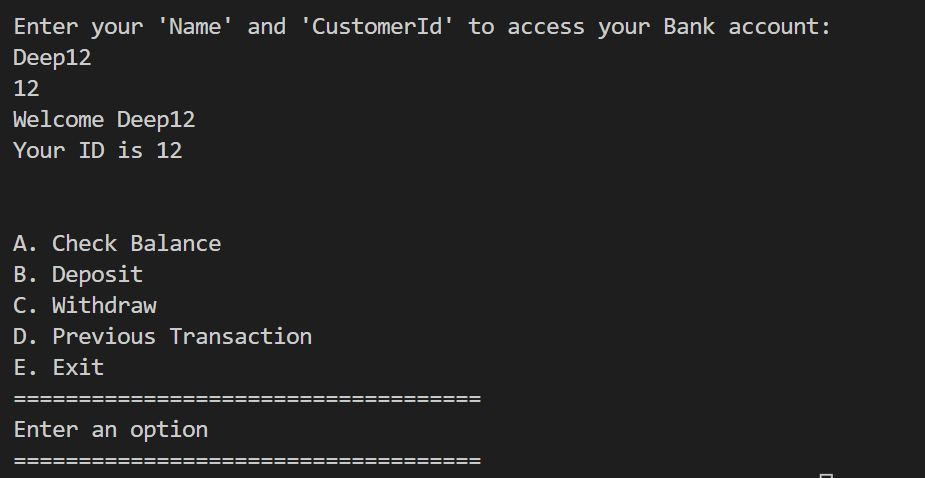 Enter your 'Name' and 'CustomerId' to access your Bank account:
Deep12
12
Welcome Deep12
Your ID is 12
A. Check Balance
B. Deposit
C. Withdraw
D. Previous Transaction
E. Exit
====================================
Enter an option
====================================